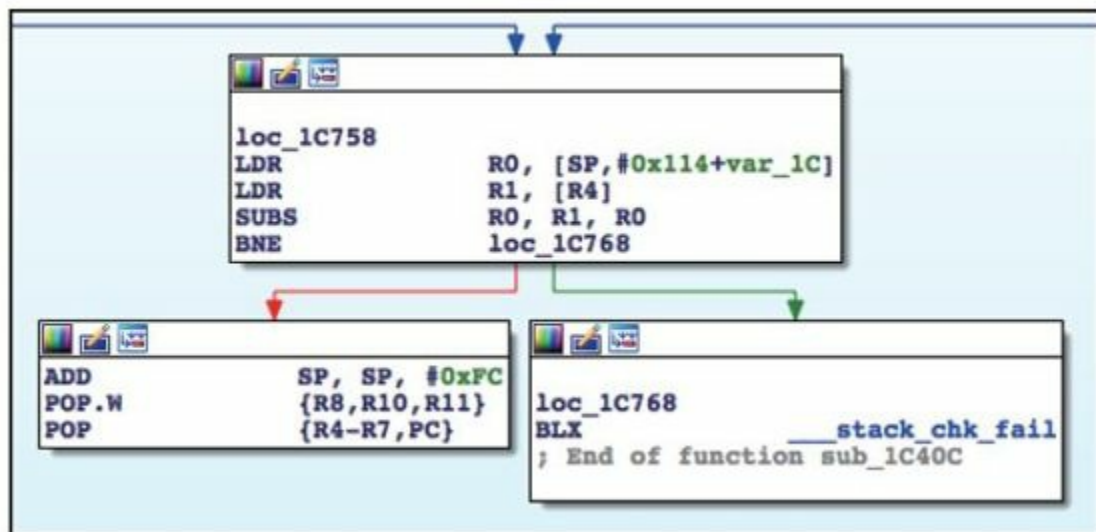 loc_1C758
LDR R0, [SP,#0x114+var_1C]
LDR R1, [R4]
SUBS R0, R1, R0
BNE loc_1C768
ADD SP, SP, #0xFC
POP.W {R8,R10,R11}
POP {R4-R7,PC}
loc_1C768
BLX ___stack_chk_fail
; End of function sub_1C40C